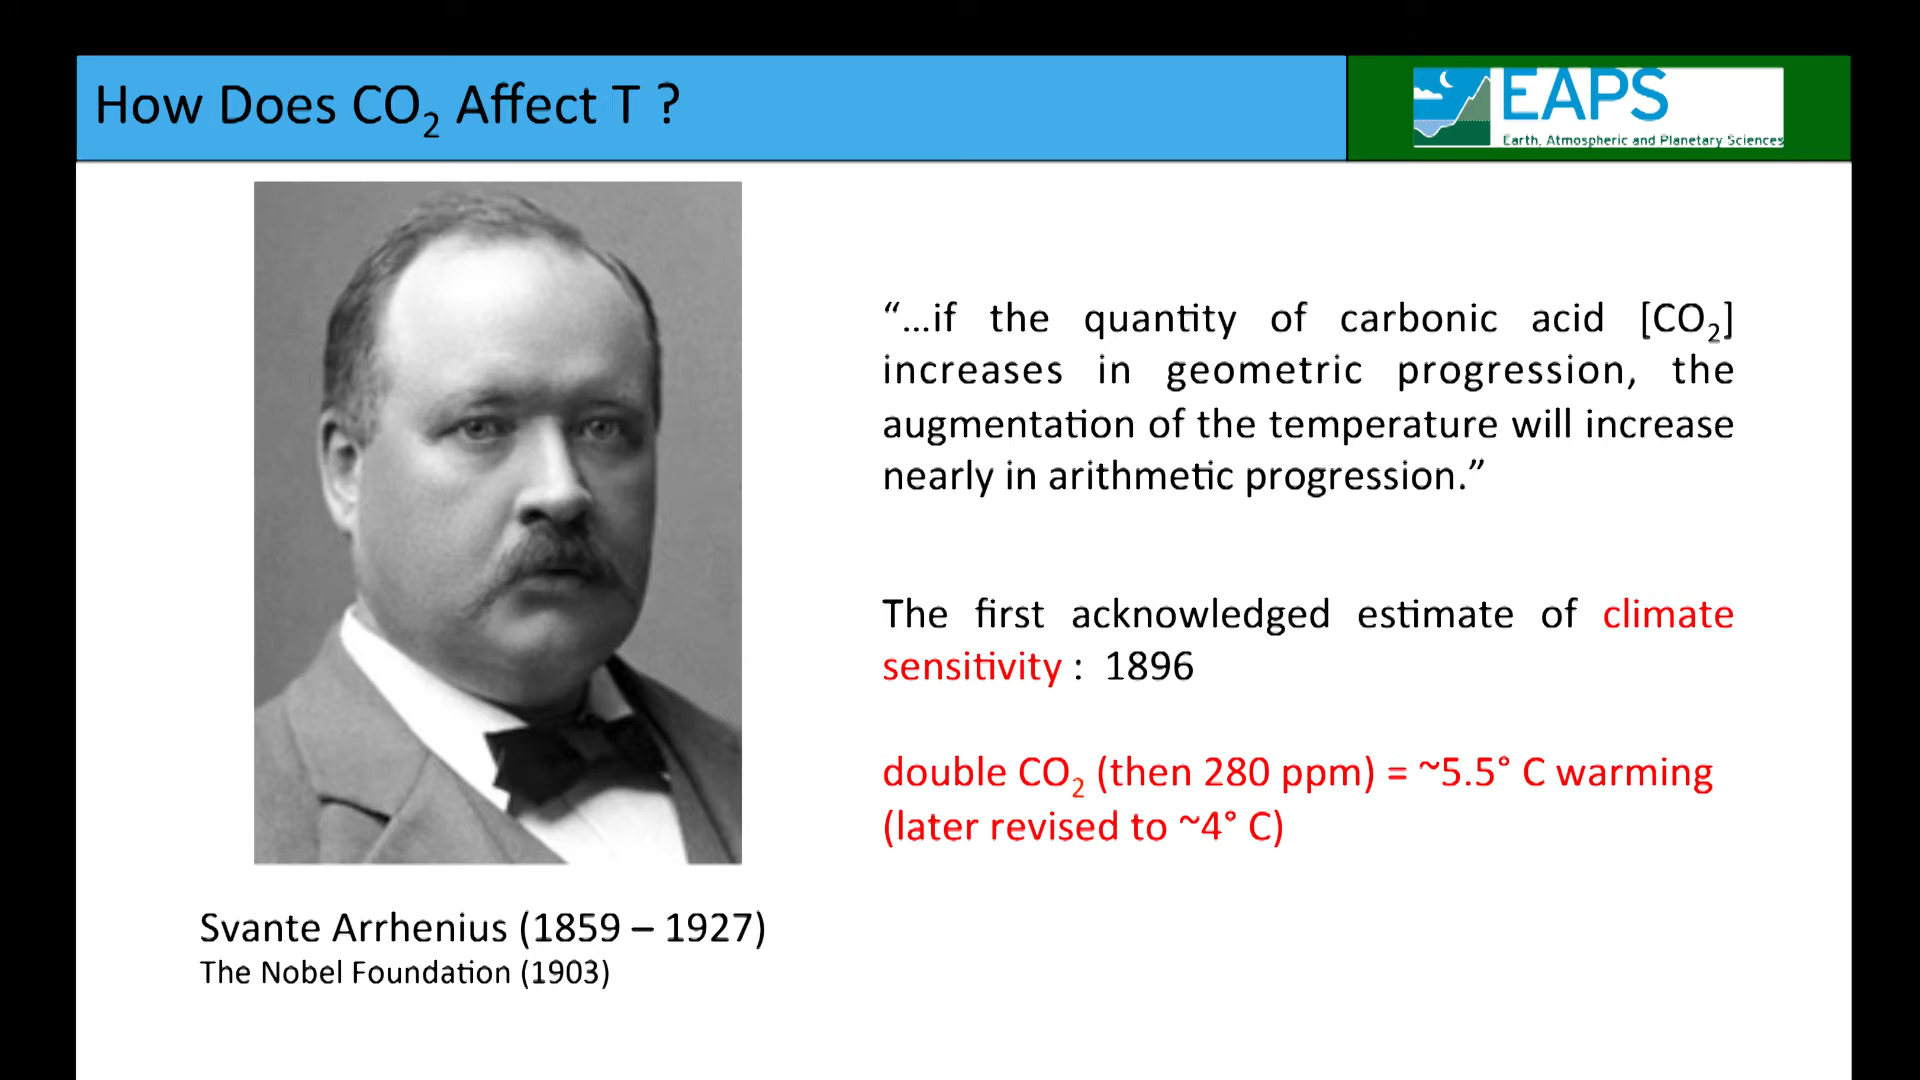 How Does CO₂ Affect T ?
EAPS
Earth, Atmospheric and Planetary Sciences
“...if the quantity of carbonic acid [CO₂]
increases in geometric progression, the
augmentation of the temperature will increase
nearly in arithmetic progression.”
The first acknowledged estimate of climate
sensitivity : 1896
double CO₂ (then 280 ppm) = ~5.5° C warming
(later revised to ~4° C)
Svante Arrhenius (1859 – 1927)
The Nobel Foundation (1903)